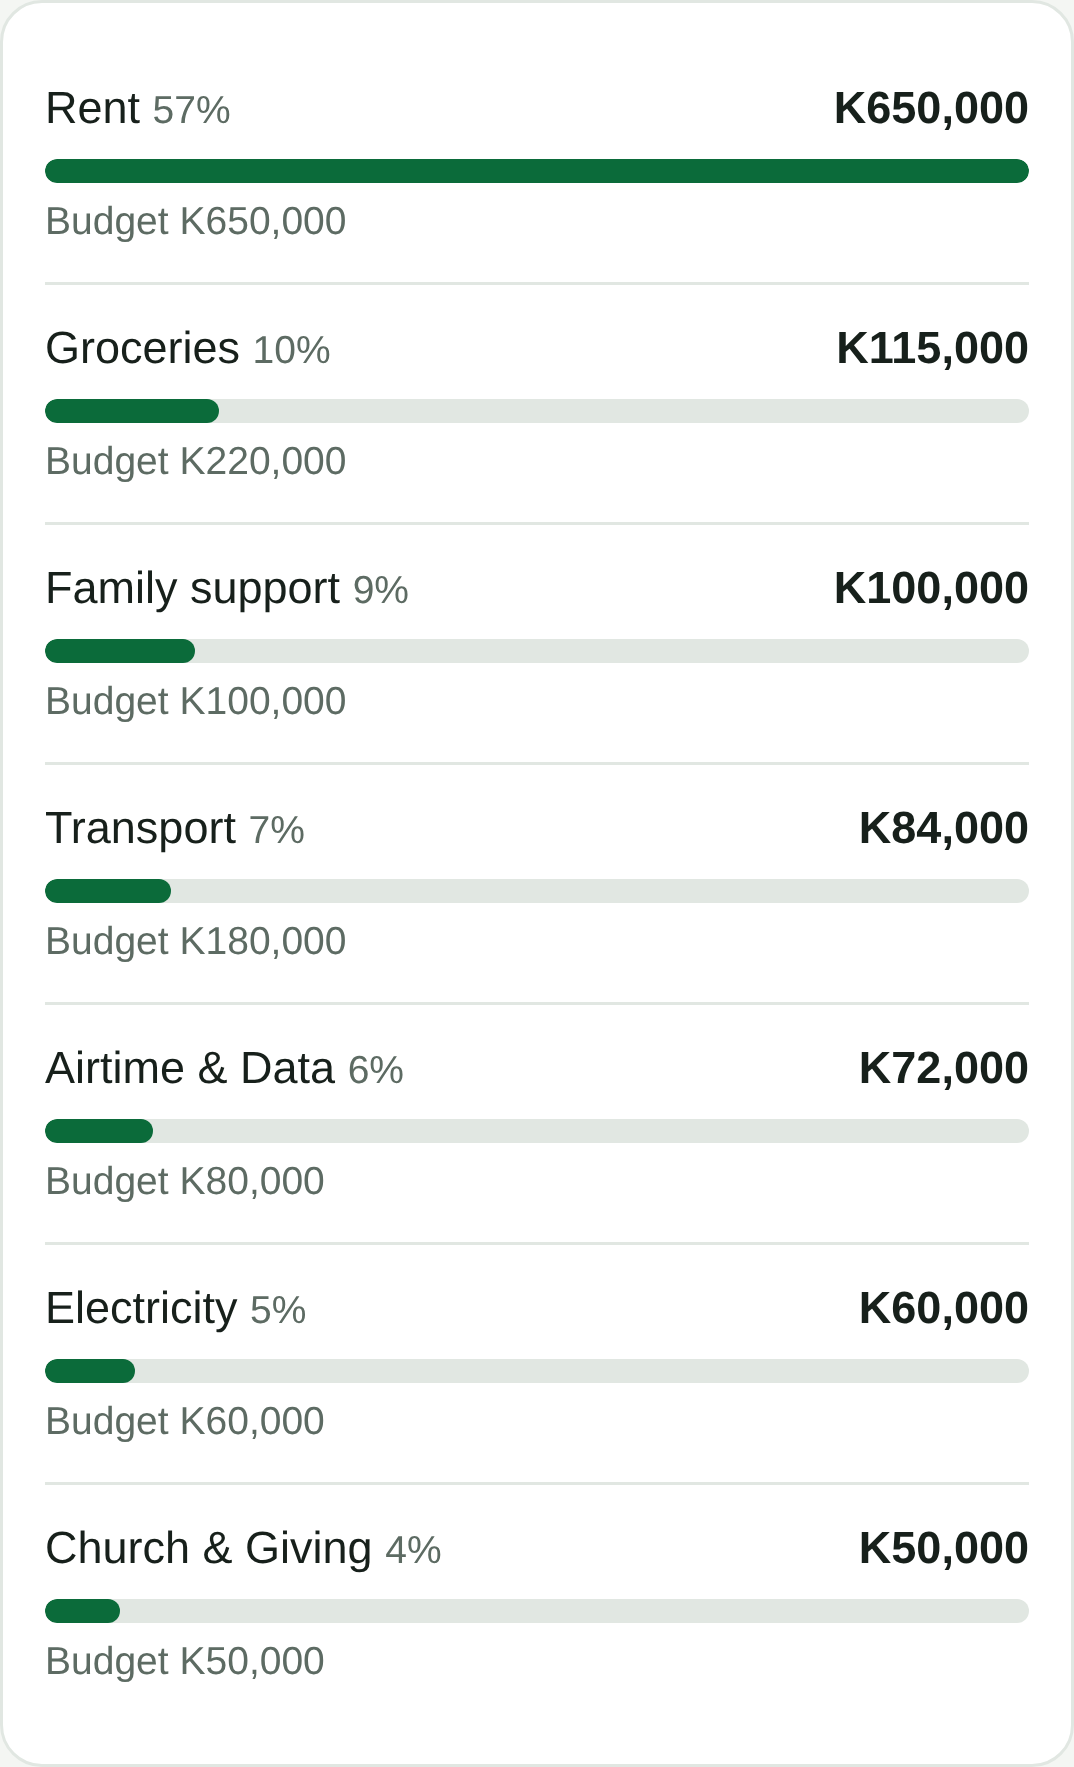 Rent 57% K650,000
Budget K650,000
Groceries 10% K115,000
Budget K220,000
Family support 9% K100,000
Budget K100,000
Transport 7% K84,000
Budget K180,000
Airtime & Data 6% K72,000
Budget K80,000
Electricity 5% K60,000
Budget K60,000
Church & Giving 4% K50,000
Budget K50,000